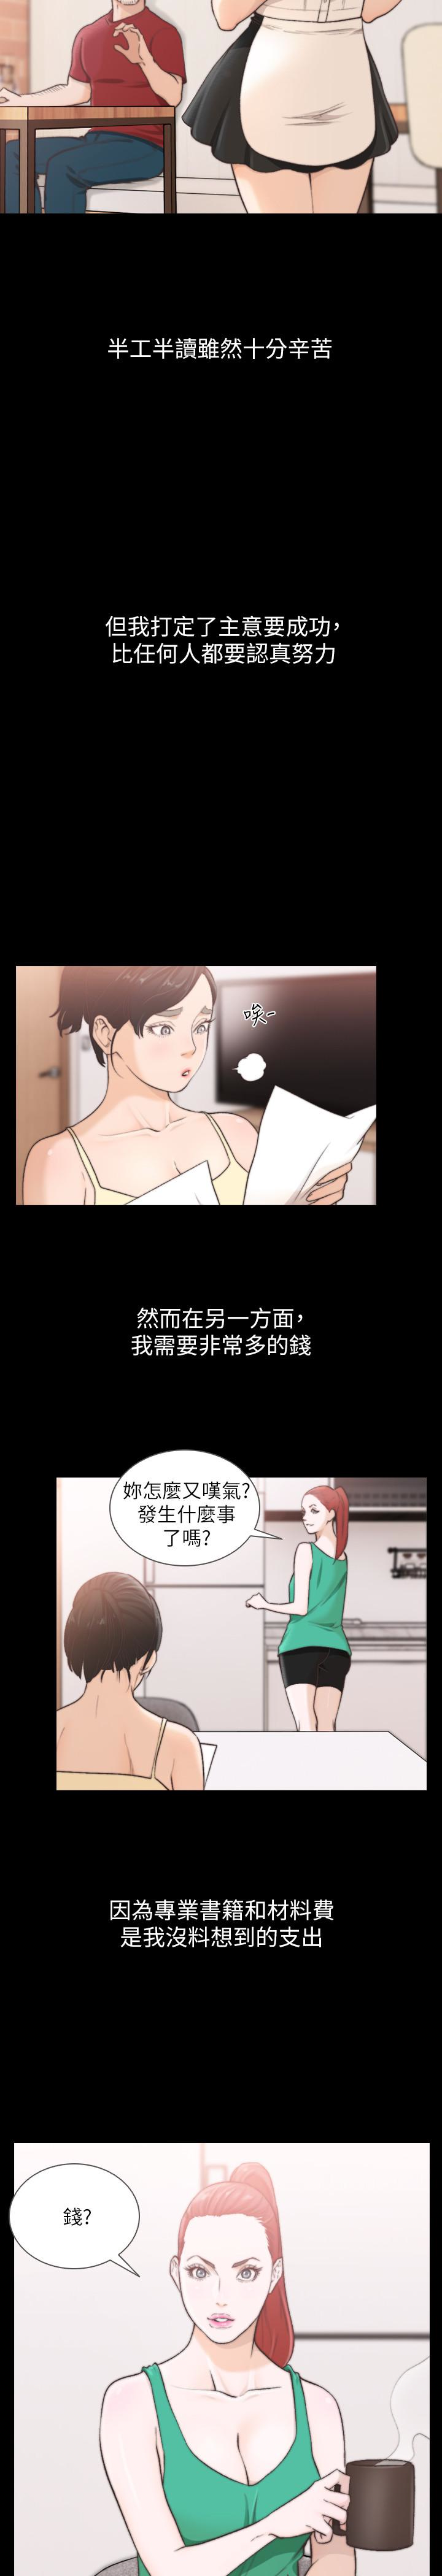 半工半讀雖然十分辛苦
但我打定了主意要成功，
比任何人都要認真努力
唉~
然而在另一方面，
我需要非常多的錢
妳怎麼又嘆氣？
發生什麼事
了嗎？
因為專業書籍和材料費
是我沒料想到的支出
錢？